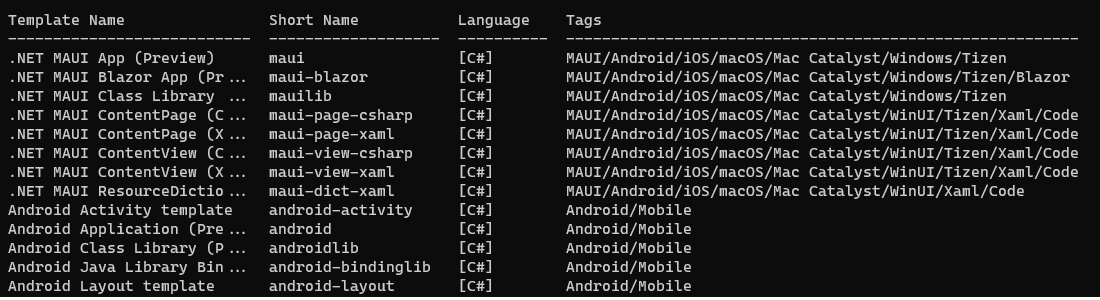 Template Name Short Name Language Tags
--------------------------- ------------------- ---------- ---------------------------------------------------------
.NET MAUI App (Preview) maui [C#] MAUI/Android/iOS/macOS/Mac Catalyst/Windows/Tizen
.NET MAUI Blazor App (Pr... maui-blazor [C#] MAUI/Android/iOS/macOS/Mac Catalyst/Windows/Tizen/Blazor
.NET MAUI Class Library ... mauilib [C#] MAUI/Android/iOS/macOS/Mac Catalyst/Windows/Tizen
.NET MAUI ContentPage (C... maui-page-csharp [C#] MAUI/Android/iOS/macOS/Mac Catalyst/WinUI/Tizen/Xaml/Code
.NET MAUI ContentPage (X... maui-page-xaml [C#] MAUI/Android/iOS/macOS/Mac Catalyst/WinUI/Tizen/Xaml/Code
.NET MAUI ContentView (C... maui-view-csharp [C#] MAUI/Android/iOS/macOS/Mac Catalyst/WinUI/Tizen/Xaml/Code
.NET MAUI ContentView (X... maui-view-xaml [C#] MAUI/Android/iOS/macOS/Mac Catalyst/WinUI/Tizen/Xaml/Code
.NET MAUI ResourceDictio... maui-dict-xaml [C#] MAUI/Android/iOS/macOS/Mac Catalyst/WinUI/Xaml/Code
Android Activity template android-activity [C#] Android/Mobile
Android Application (Pre... android [C#] Android/Mobile
Android Class Library (P... androidlib [C#] Android/Mobile
Android Java Library Bin... android-bindinglib [C#] Android/Mobile
Android Layout template android-layout [C#] Android/Mobile